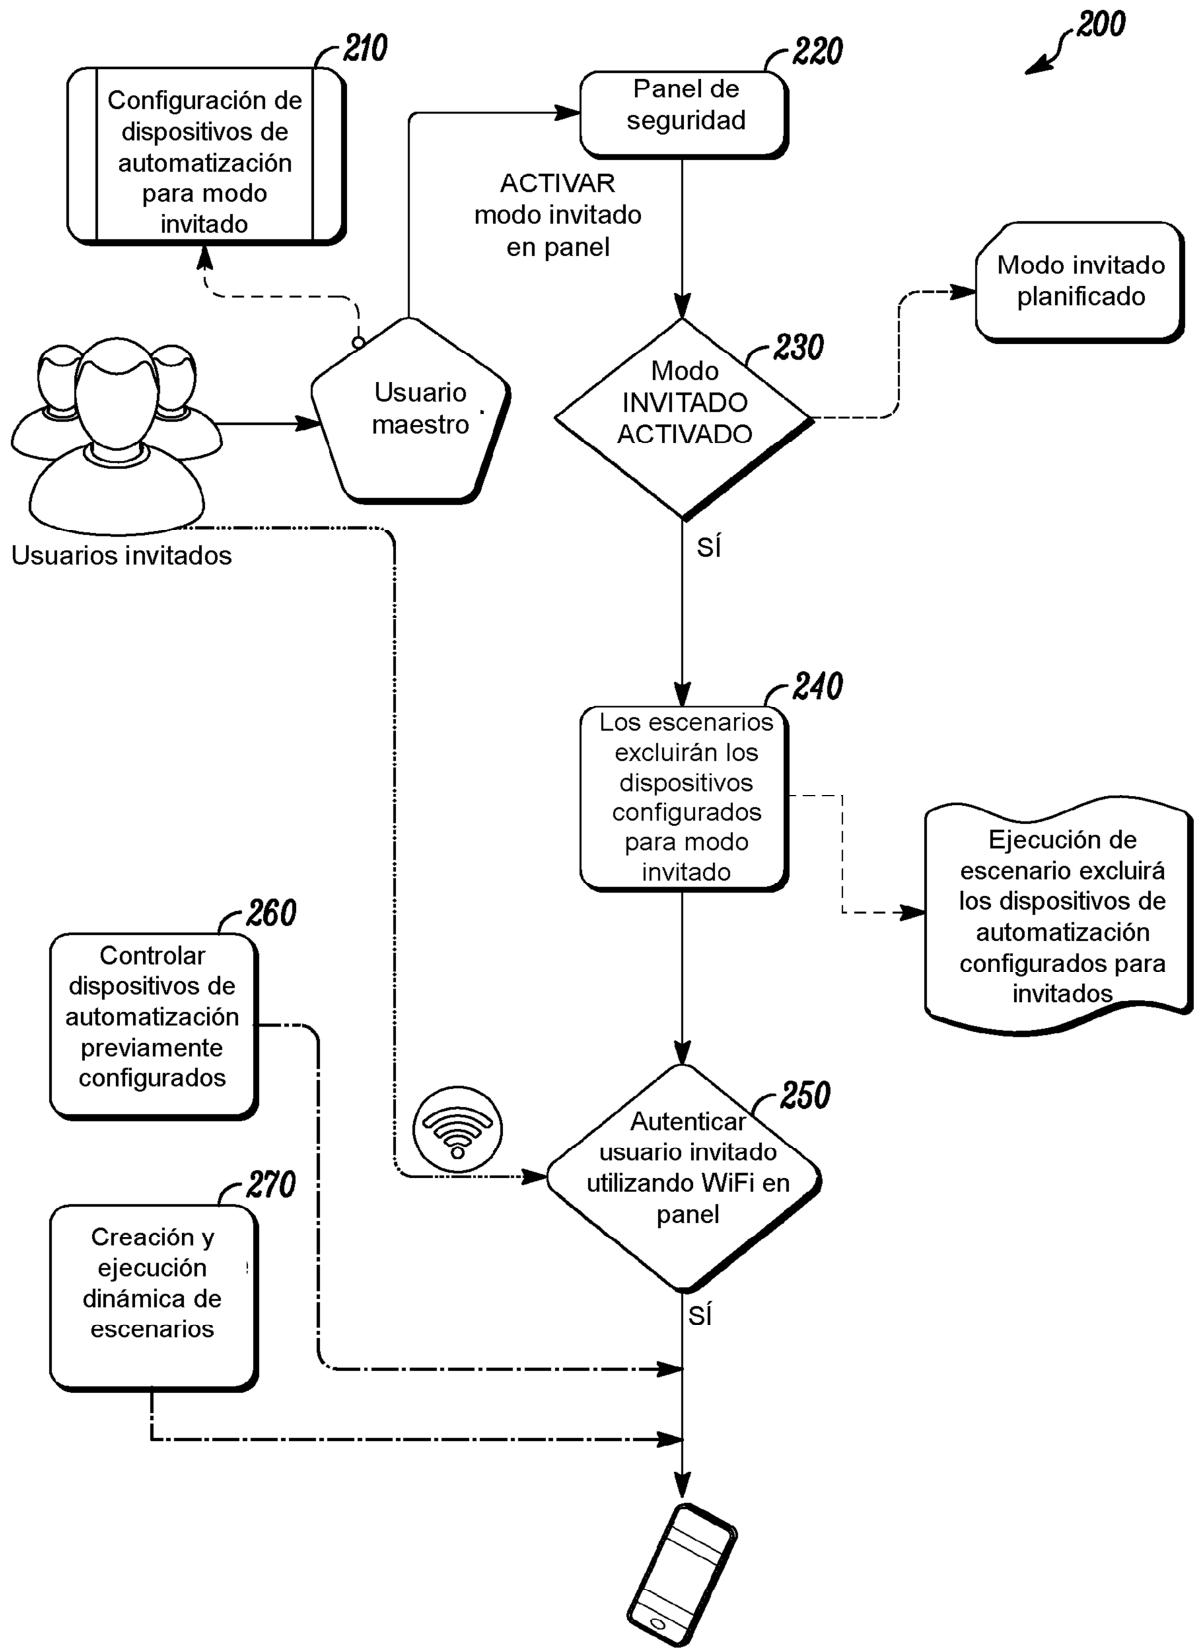 200
210
Configuración de
dispositivos de
automatización
para modo
invitado
220
Panel de
seguridad
ACTIVAR
modo invitado
en panel
Modo invitado
planificado
230
Modo
INVITADO
ACTIVADO
Usuario
maestro
Usuarios invitados
SÍ
240
Los escenarios
excluirán los
dispositivos
configurados
para modo
invitado
Ejecución de
escenario excluirá
los dispositivos de
automatización
configurados para
invitados
260
Controlar
dispositivos de
automatización
previamente
configurados
250
Autenticar
usuario invitado
utilizando WiFi en
panel
270
Creación y
ejecución
dinámica de
escenarios
SÍ